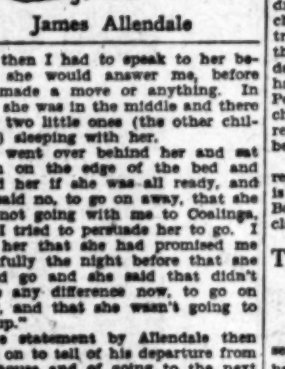 James Allendale
then I had to speak to her be-
she would answer me, before
made a move or anything. In
she was in the middle and there
two little ones (the other chil-
) sleeping with her.
went over behind her and sat
on the edge of the bed and
her if she was all ready, and
said no, to go on away, that she
not going with me to Coalinga,
I tried to persuade her to go. I
her that she had promised me
fully the night before that she
go and she said that didn't
any difference now, to go on
, and that she wasn't going to
up."
statement by Allendale then
on to tell of his departure from
and of going to the next